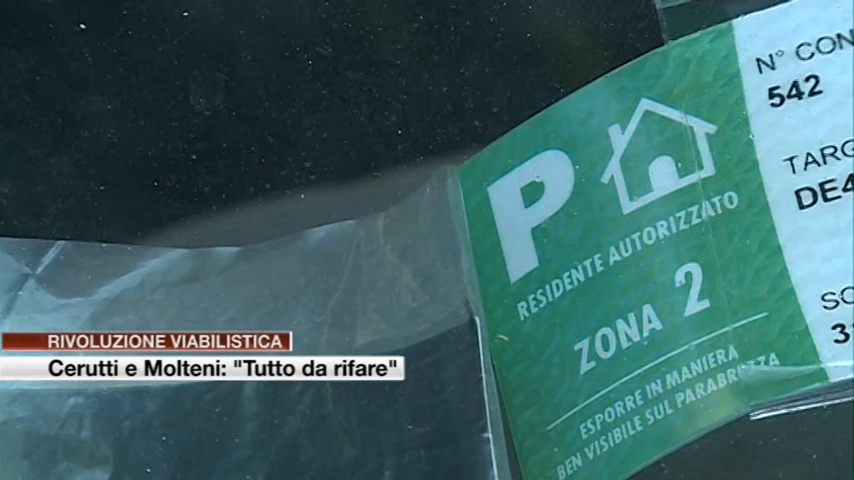 P
RESIDENTE AUTORIZZATO
ZONA 2
ESPORRE IN MANIERA
BEN VISIBILE SUL PARABREZZA
N° CON
542
TARG
DE4
SC
RIVOLUZIONE VIABILISTICA
Cerutti e Molteni: "Tutto da rifare"